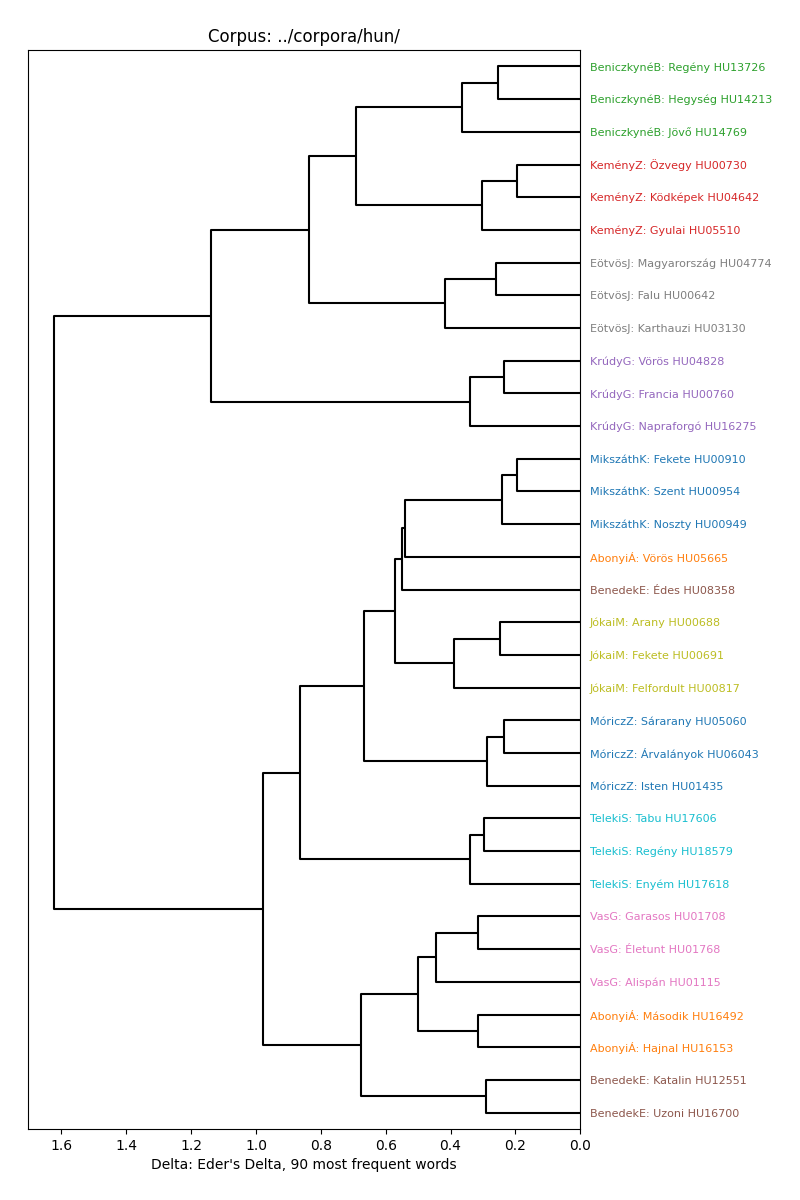 Corpus: ../corpora/hun/
BeniczkynéB: Regény HU13726
BeniczkynéB: Hegység HU14213
BeniczkynéB: Jövő HU14769
KeményZ: Özvegy HU00730
KeményZ: Ködképek HU04642
KeményZ: Gyulai HU05510
EötvösJ: Magyarország HU04774
EötvösJ: Falu HU00642
EötvösJ: Karthauzi HU03130
KrúdyG: Vörös HU04828
KrúdyG: Francia HU00760
KrúdyG: Napraforgó HU16275
MikszáthK: Fekete HU00910
MikszáthK: Szent HU00954
MikszáthK: Noszty HU00949
AbonyiÁ: Vörös HU05665
BenedekE: Édes HU08358
JókaiM: Arany HU00688
JókaiM: Fekete HU00691
JókaiM: Felfordult HU00817
MóriczZ: Sárarany HU05060
MóriczZ: Árvalányok HU06043
MóriczZ: Isten HU01435
TelekiS: Tabu HU17606
TelekiS: Regény HU18579
TelekiS: Enyém HU17618
VasG: Garasos HU01708
VasG: Életunt HU01768
VasG: Alispán HU01115
AbonyiÁ: Második HU16492
AbonyiÁ: Hajnal HU16153
BenedekE: Katalin HU12551
BenedekE: Uzoni HU16700
1.6 1.4 1.2 1.0 0.8 0.6 0.4 0.2 0.0
Delta: Eder's Delta, 90 most frequent words